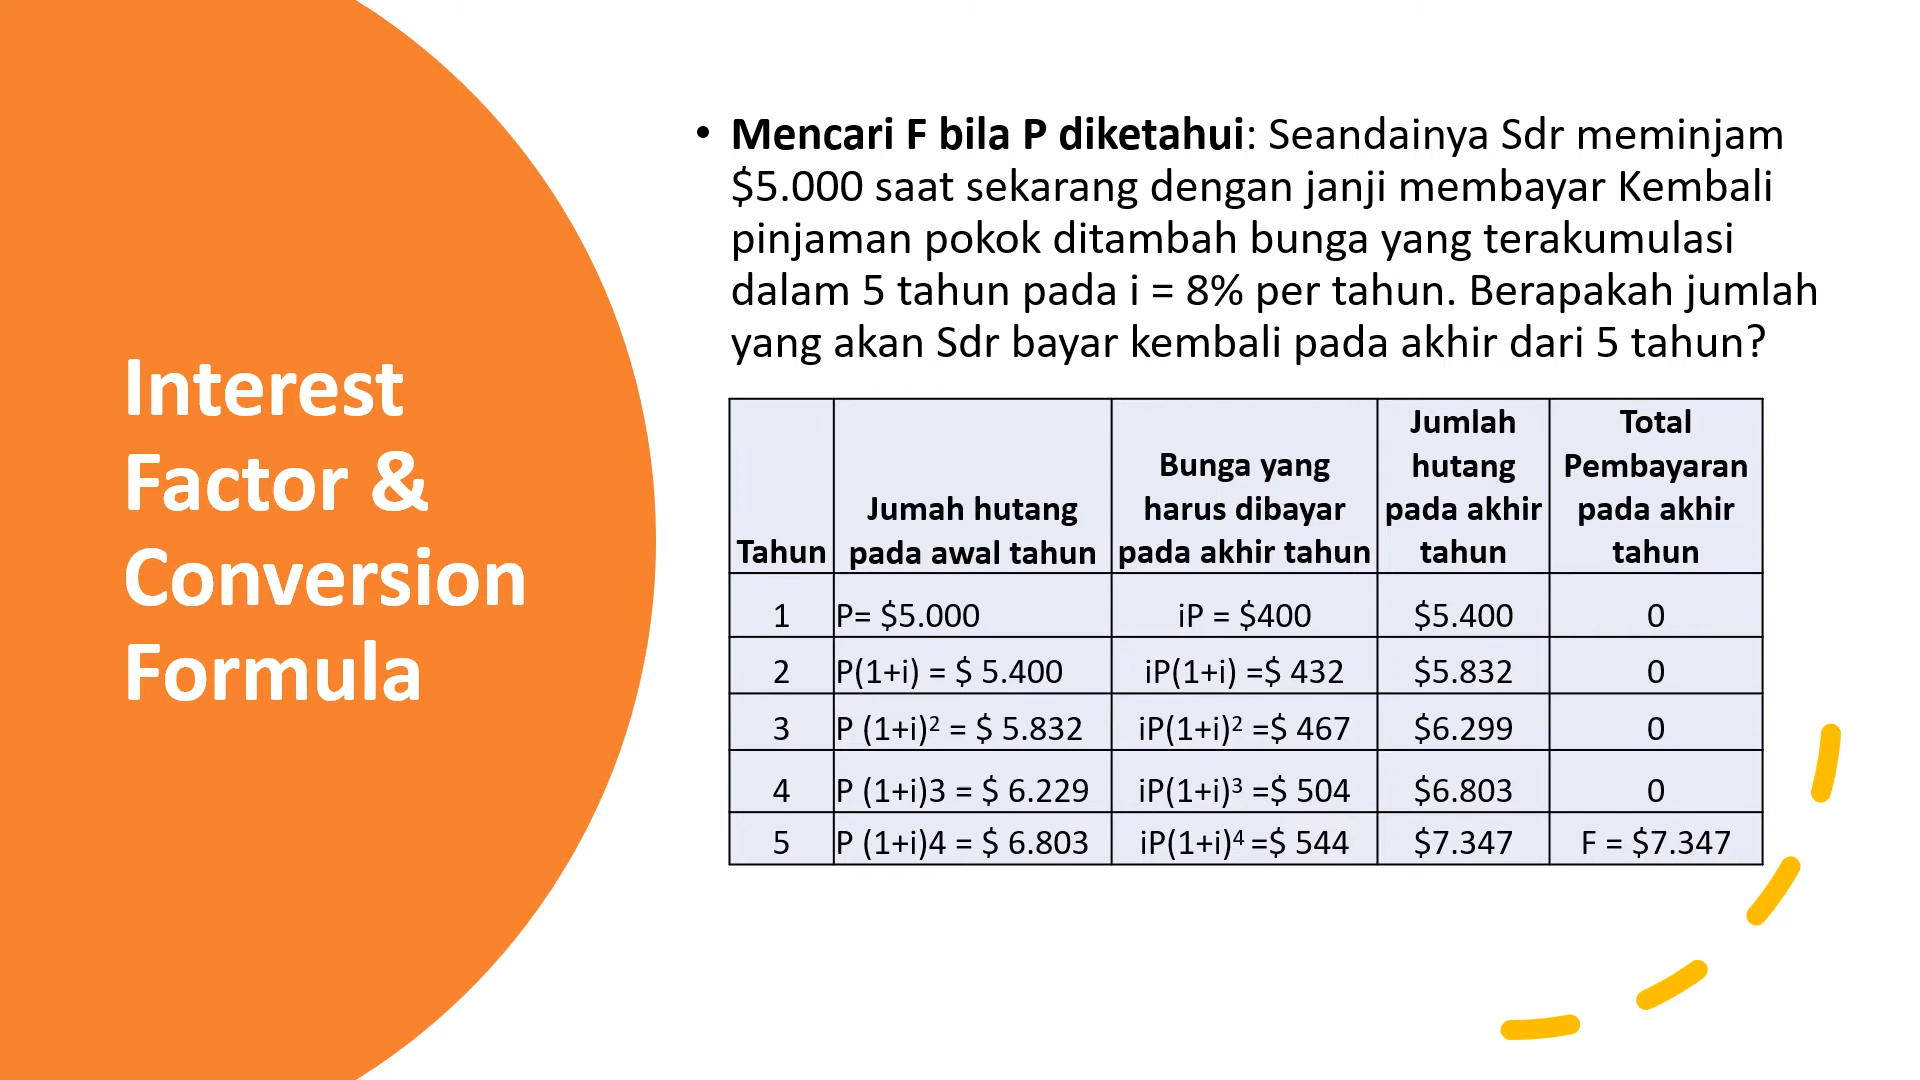 Interest
Factor &
Conversion
Formula
• Mencari F bila P diketahui: Seandainya Sdr meminjam
$5.000 saat sekarang dengan janji membayar Kembali
pinjaman pokok ditambah bunga yang terakumulasi
dalam 5 tahun pada i = 8% per tahun. Berapakah jumlah
yang akan Sdr bayar kembali pada akhir dari 5 tahun?
Tahun
Jumah hutang
pada awal tahun
Bunga yang
harus dibayar
pada akhir tahun
Jumlah
hutang
pada akhir
tahun
Total
Pembayaran
pada akhir
tahun
1 P= $5.000 iP = $400 $5.400 0
2 P(1+i) = $ 5.400 iP(1+i) =$ 432 $5.832 0
3 P (1+i)² = $ 5.832 iP(1+i)² =$ 467 $6.299 0
4 P (1+i)3 = $ 6.229 iP(1+i)³ =$ 504 $6.803 0
5 P (1+i)4 = $ 6.803 iP(1+i)⁴ =$ 544 $7.347 F = $7.347